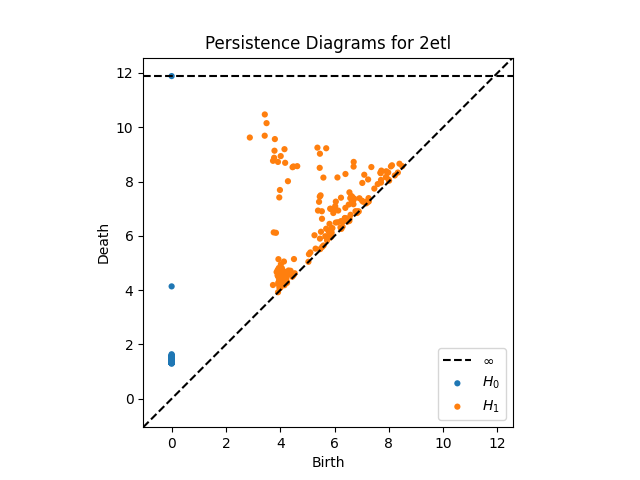 Persistence Diagrams for 2etl
Death
12
10
8
6
4
2
0
0 2 4 6 8 10 12
Birth
∞
H₀
H₁